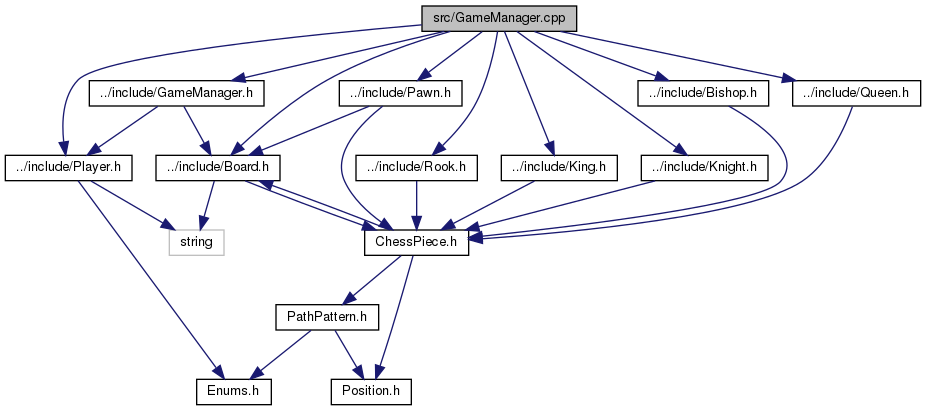 src/GameManager.cpp
../include/GameManager.h
../include/Pawn.h
../include/Bishop.h
../include/Queen.h
../include/Player.h
../include/Board.h
../include/Rook.h
../include/King.h
../include/Knight.h
string
ChessPiece.h
PathPattern.h
Enums.h
Position.h